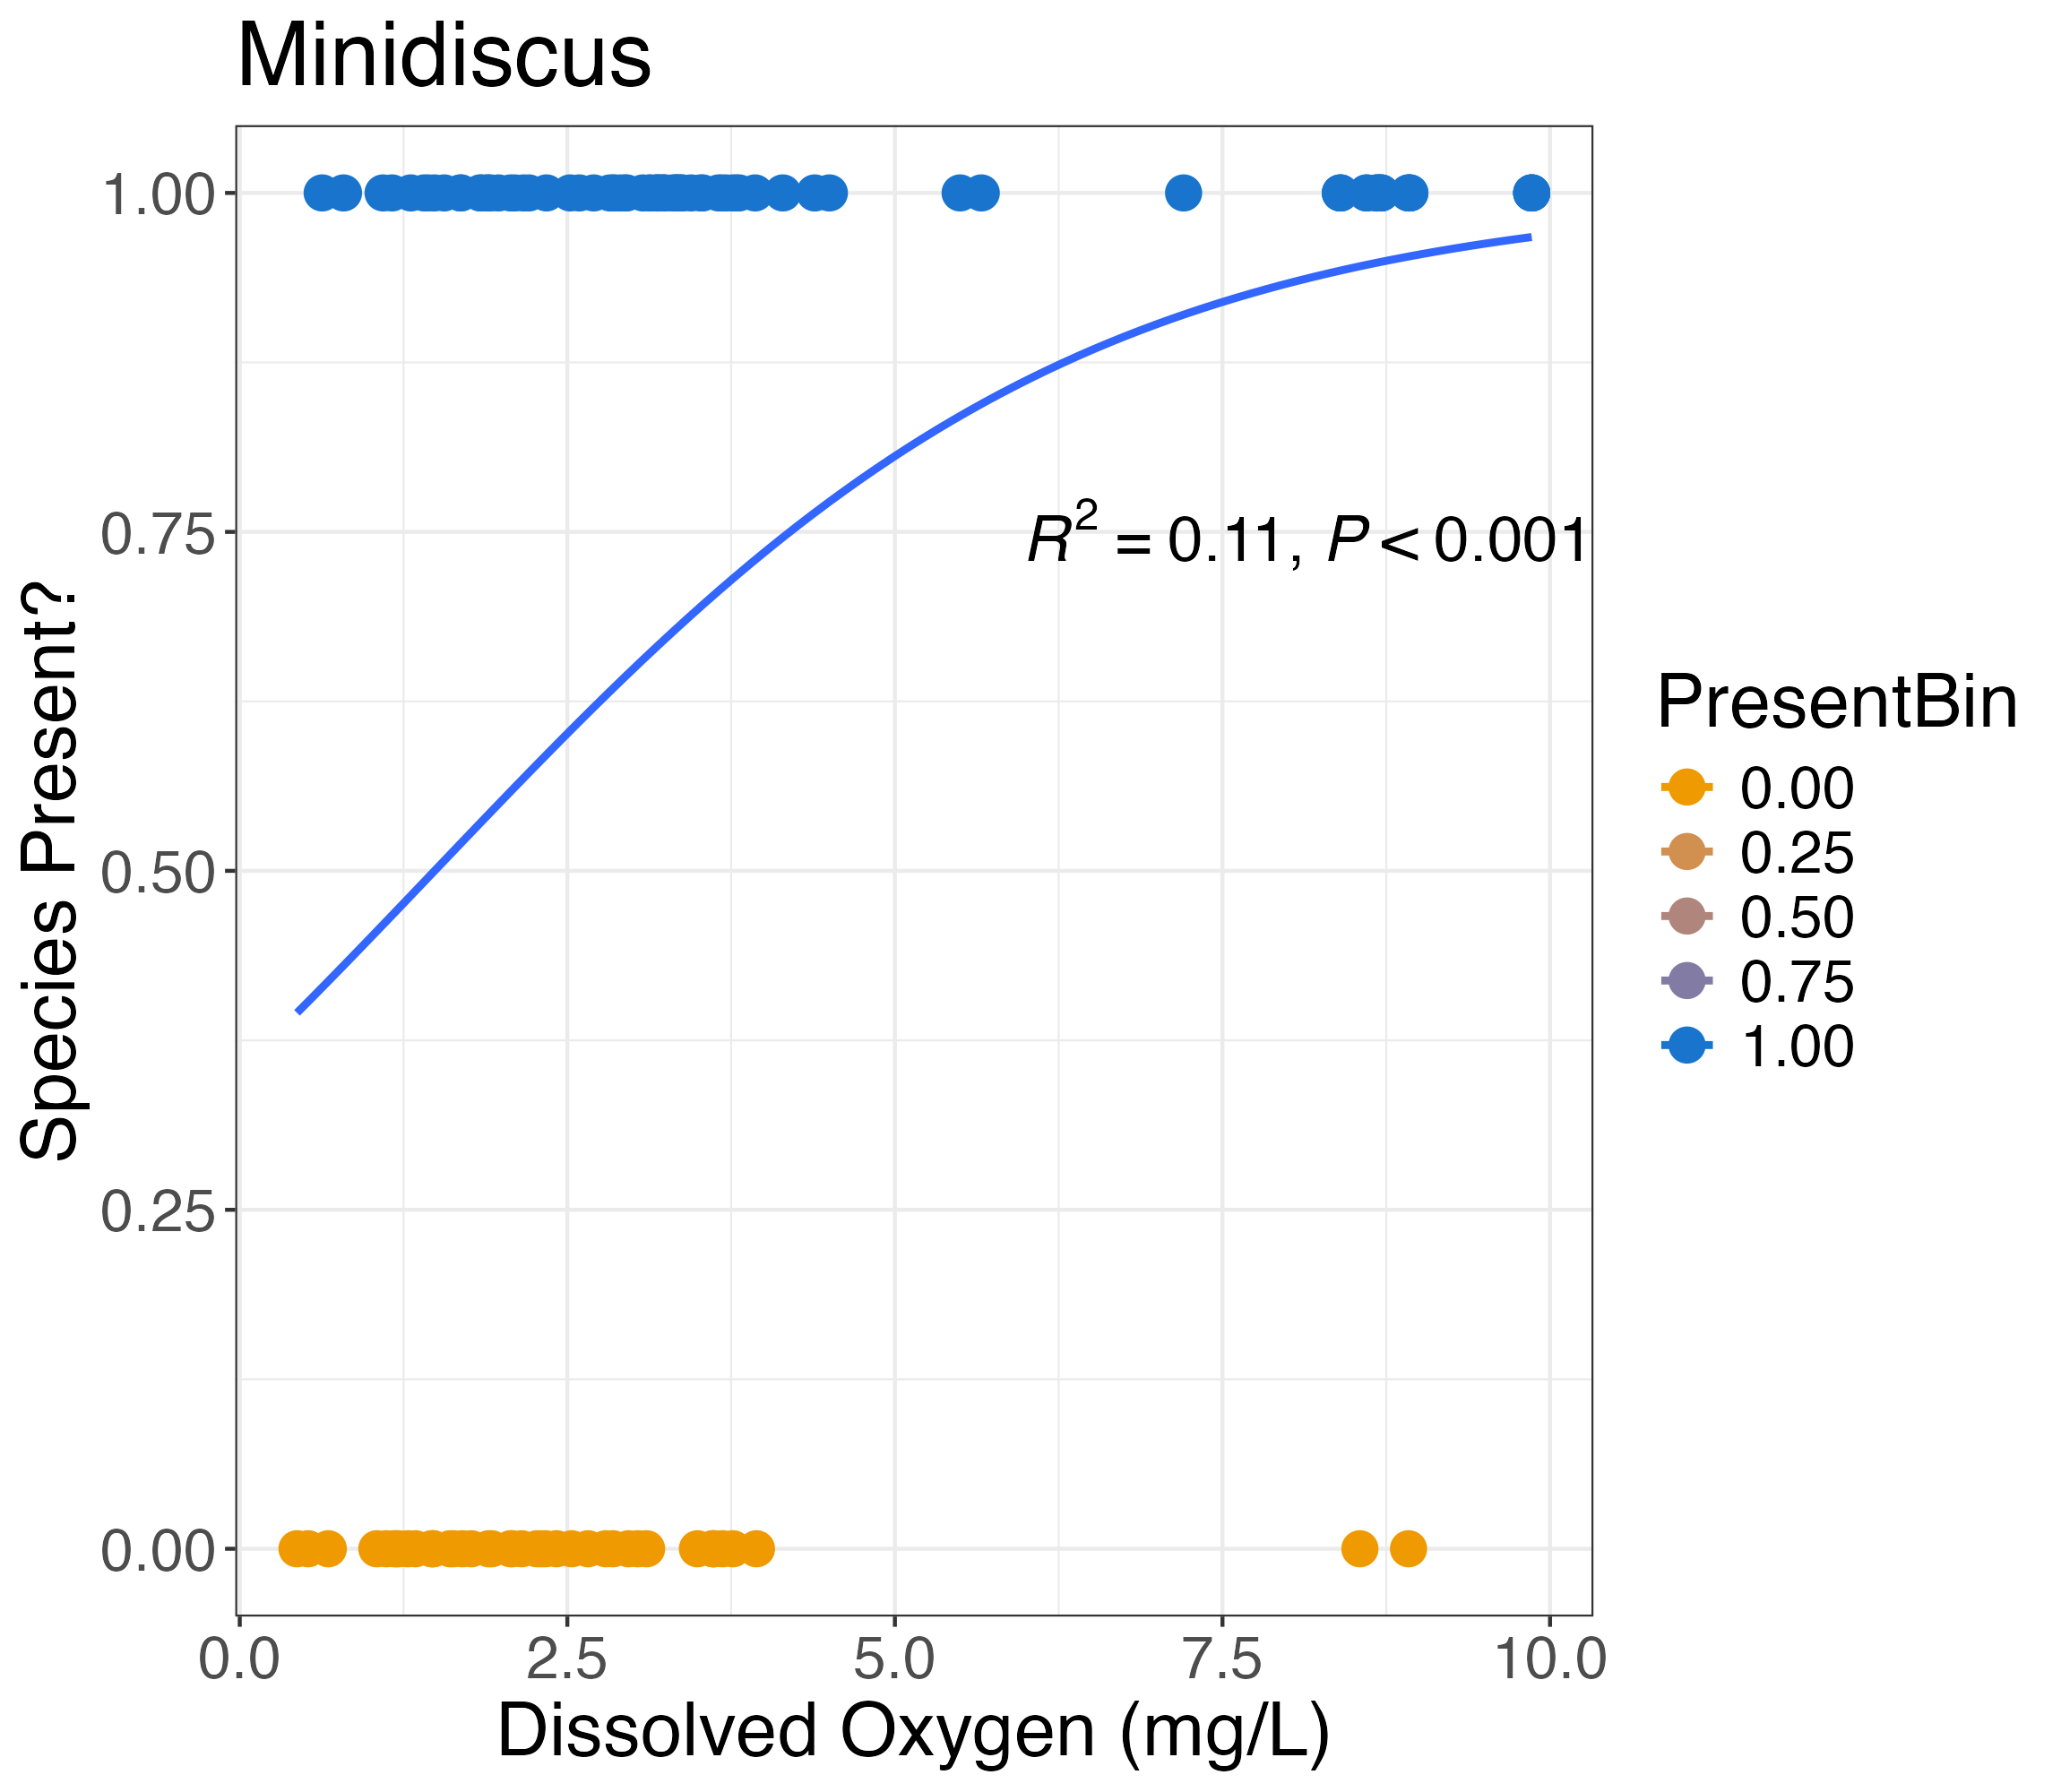 Minidiscus
1.00
0.75
0.50
0.25
0.00
Species Present?
R² = 0.11, P < 0.001
0.0 2.5 5.0 7.5 10.0
Dissolved Oxygen (mg/L)
PresentBin
0.00
0.25
0.50
0.75
1.00